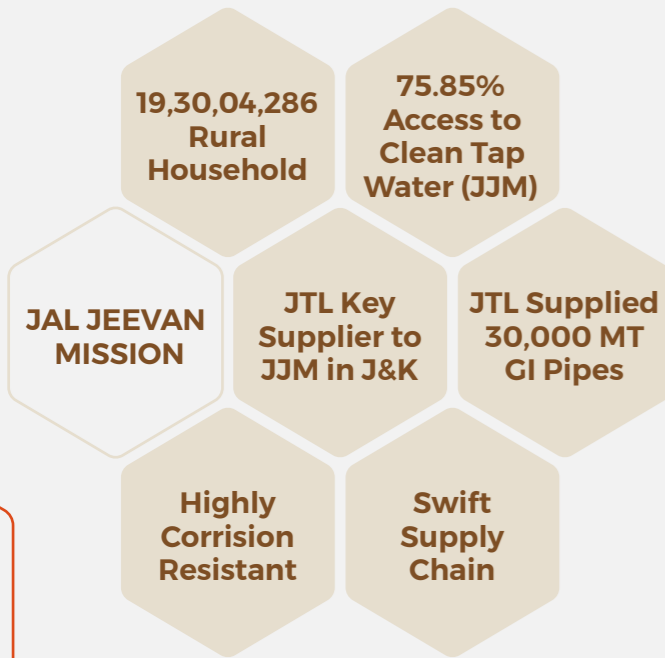 19,30,04,286
Rural
Household
75.85%
Access to
Clean Tap
Water (JJM)
JAL JEEVAN
MISSION
JTL Key
Supplier to
JJM in J&K
JTL Supplied
30,000 MT
GI Pipes
Highly
Corrision
Resistant
Swift
Supply
Chain